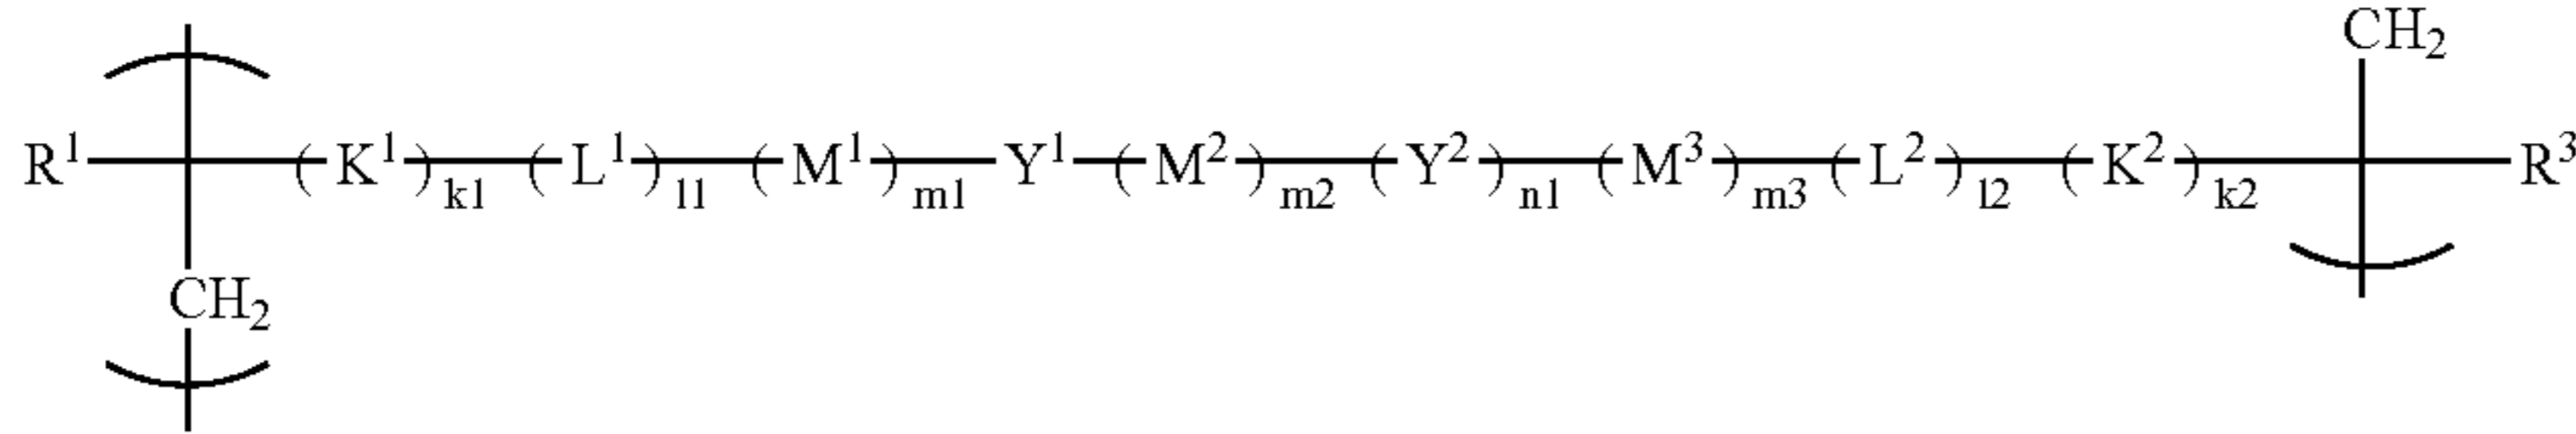 CH₂
R¹—(K¹)k1—(L¹)l1—(M¹)m1—Y¹—(M²)m2—(Y²)n1—(M³)m3—(L²)l2—(K²)k2—R³
CH₂